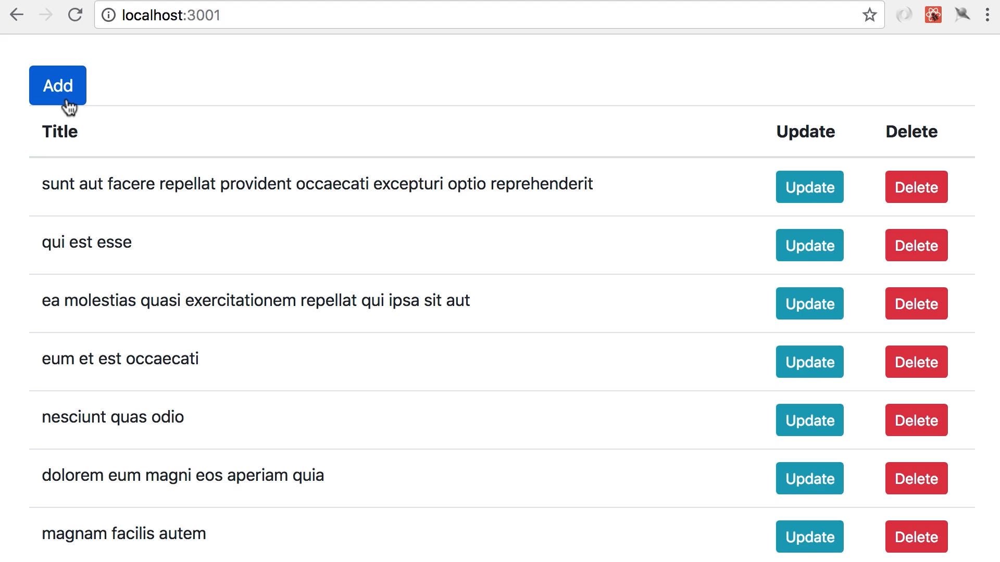 localhost:3001
Add
Title Update Delete
sunt aut facere repellat provident occaecati excepturi optio reprehenderit Update Delete
qui est esse Update Delete
ea molestias quasi exercitationem repellat qui ipsa sit aut Update Delete
eum et est occaecati Update Delete
nesciunt quas odio Update Delete
dolorem eum magni eos aperiam quia Update Delete
magnam facilis autem Update Delete